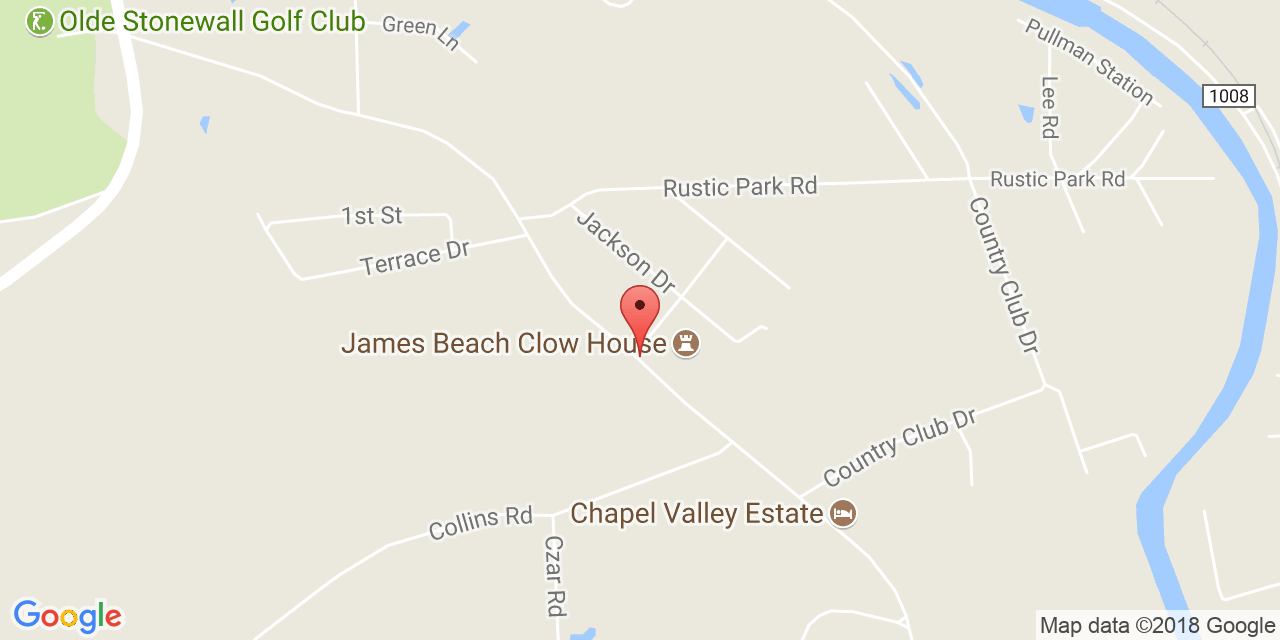 Olde Stonewall Golf Club
Green Ln
Pullman Station
1008
Lee Rd
Rustic Park Rd
Rustic Park Rd
1st St
Jackson Dr
Country Club Dr
Terrace Dr
James Beach Clow House
Country Club Dr
Chapel Valley Estate
Collins Rd
Czar Rd
Google
Map data ©2018 Google